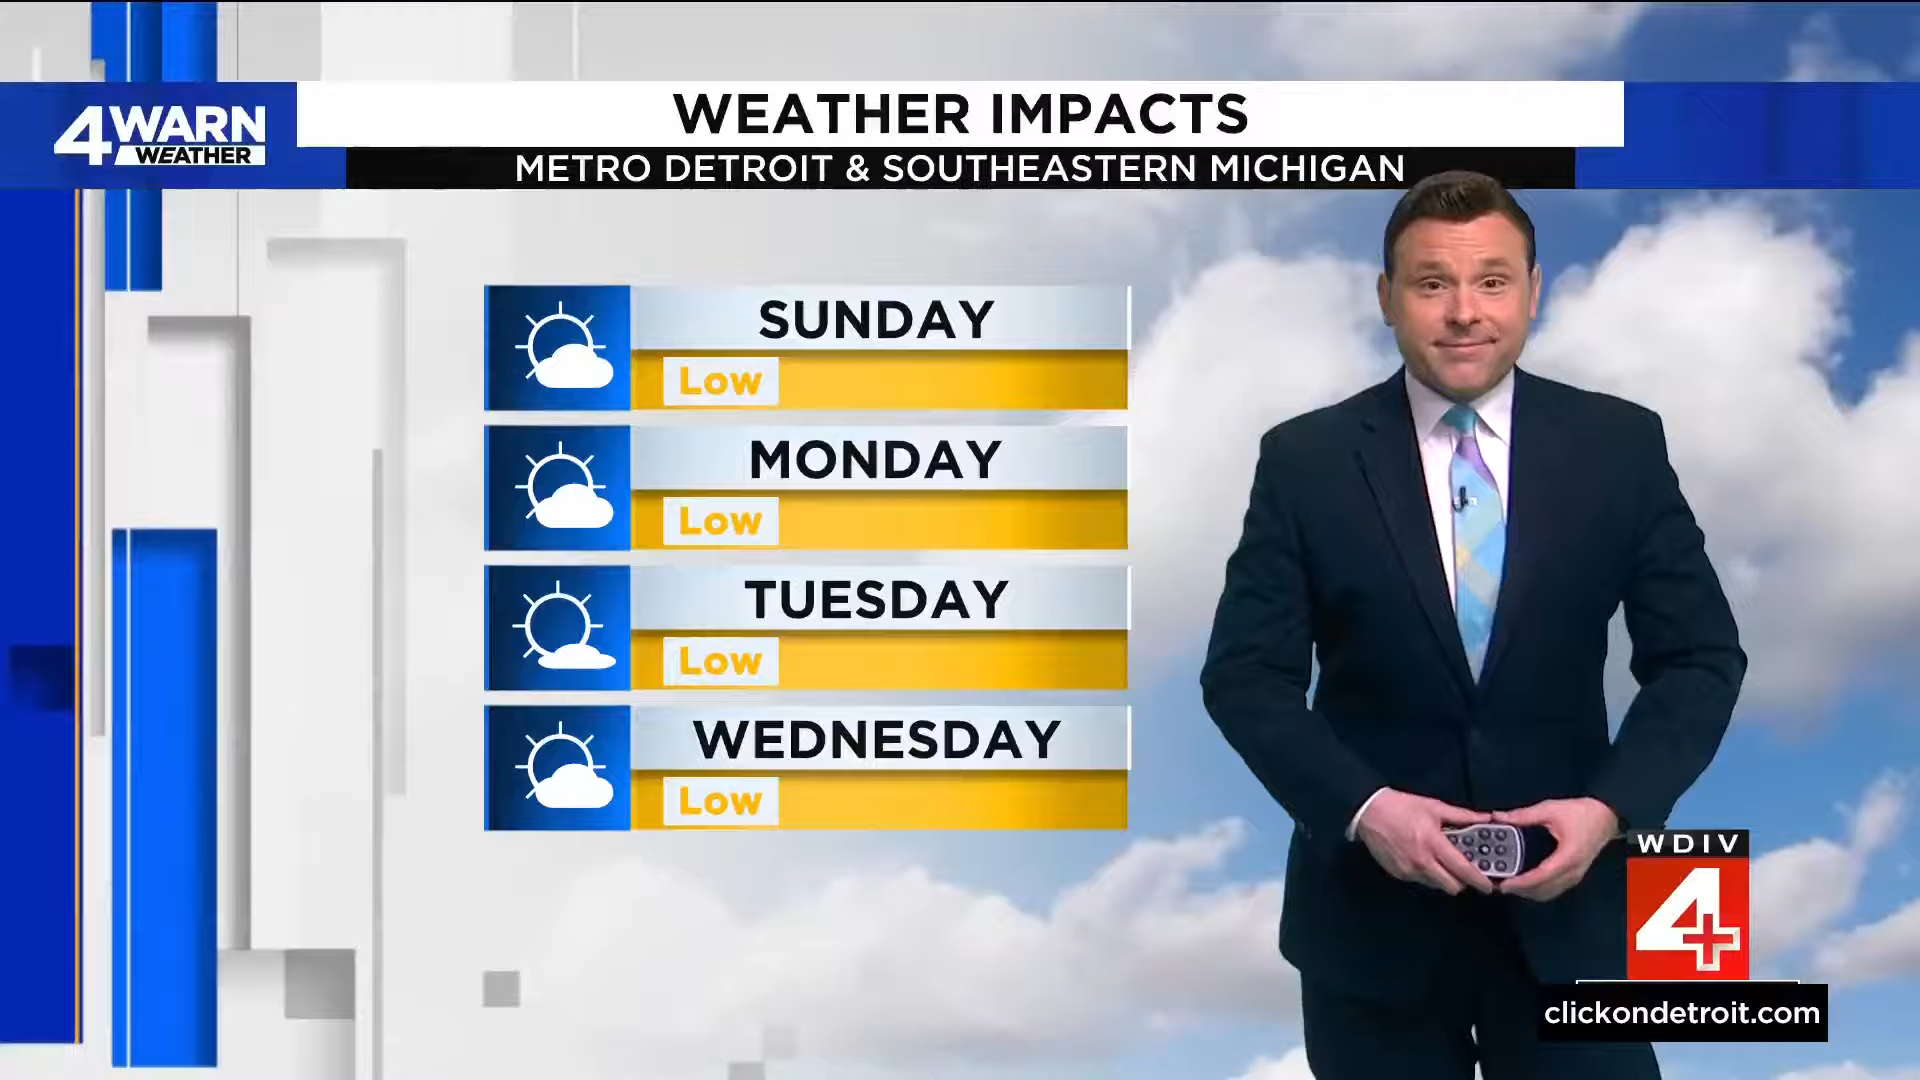 4WARN
WEATHER
WEATHER IMPACTS
METRO DETROIT & SOUTHEASTERN MICHIGAN
SUNDAY
Low
MONDAY
Low
TUESDAY
Low
WEDNESDAY
Low
WDIV
4+
clickondetroit.com